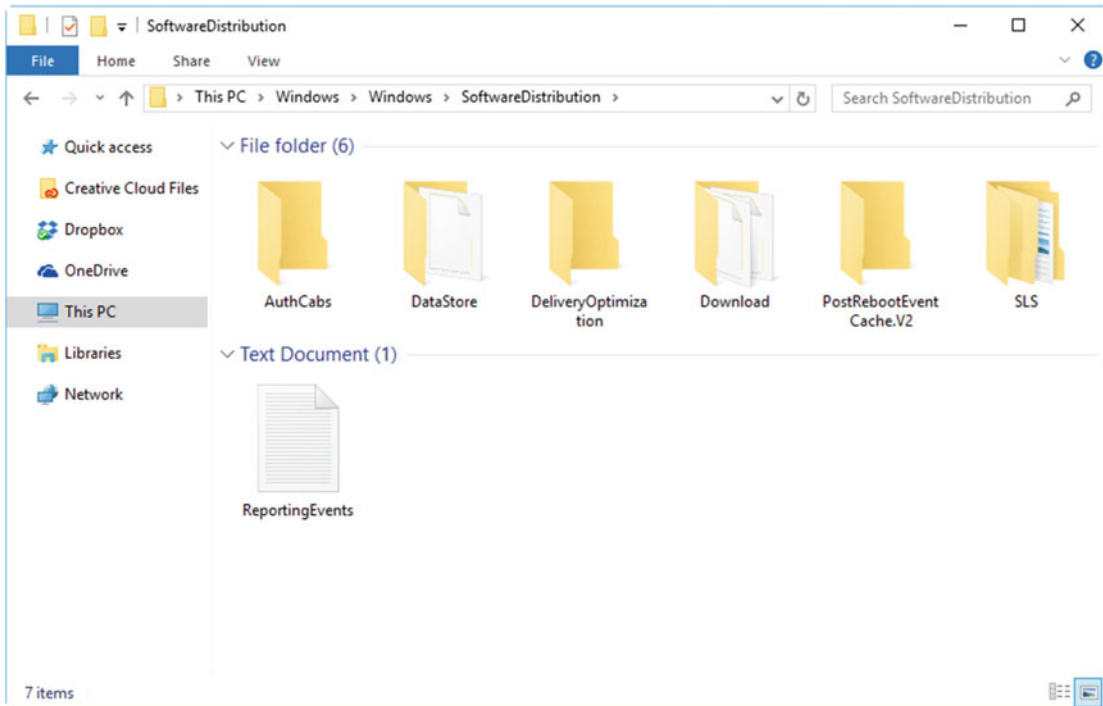 SoftwareDistribution
File Home Share View
This PC > Windows > Windows > SoftwareDistribution >
Search SoftwareDistribution
Quick access
Creative Cloud Files
Dropbox
OneDrive
This PC
Libraries
Network
File folder (6)
AuthCabs
DataStore
DeliveryOptimiza
tion
Download
PostRebootEvent
Cache.V2
SLS
Text Document (1)
ReportingEvents
7 items